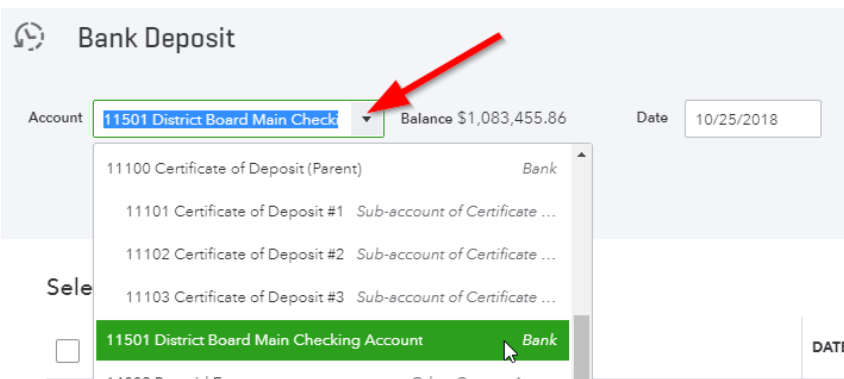 Bank Deposit
Account 11501 District Board Main Checki Balance $1,083,455.86 Date 10/25/2018
11100 Certificate of Deposit (Parent) Bank
11101 Certificate of Deposit #1 Sub-account of Certificate ...
11102 Certificate of Deposit #2 Sub-account of Certificate ...
11103 Certificate of Deposit #3 Sub-account of Certificate ...
Sele
11501 District Board Main Checking Account Bank
DATE